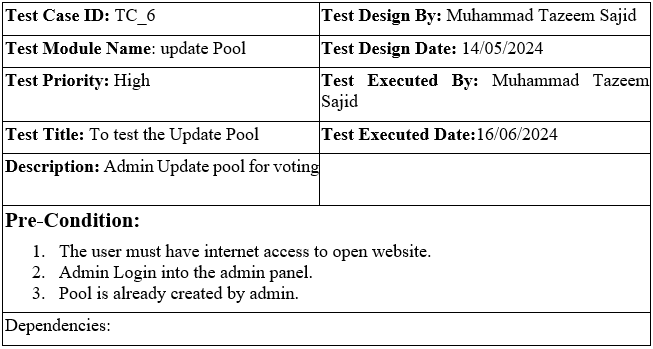 Test Case ID: TC_6
Test Design By: Muhammad Tazeem Sajid
Test Module Name: update Pool
Test Design Date: 14/05/2024
Test Priority: High
Test Executed By: Muhammad Tazeem
Sajid
Test Title: To test the Update Pool
Test Executed Date:16/06/2024
Description: Admin Update pool for voting
Pre-Condition:
1. The user must have internet access to open website.
2. Admin Login into the admin panel.
3. Pool is already created by admin.
Dependencies: